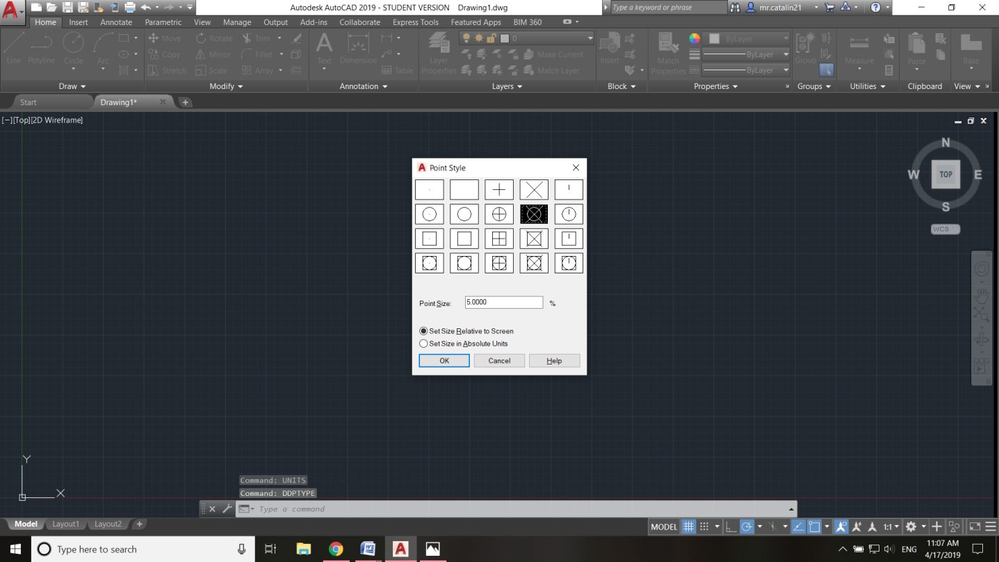 Autodesk AutoCAD 2019 - STUDENT VERSION Drawing1.dwg
Type a keyword or phrase
mr.catalin21
Home Insert Annotate Parametric View Manage Output Add-ins Collaborate Express Tools Featured Apps BIM 360
Line Polyline Circle Arc
Move Rotate Trim
Copy Mirror Fillet
Stretch Scale Array
Text Dimension
Table
Layer
Properties
0
Make Current
Match Layer
Insert
Match
Properties
ByLayer
ByLayer
ByLayer
Group
Measure
Paste
Base
Draw Modify Annotation Layers Block Properties Groups Utilities Clipboard View
Start Drawing1*
[−][Top][2D Wireframe]
N
W TOP E
S
WCS
Point Style
Point Size: 5.0000 %
Set Size Relative to Screen
Set Size in Absolute Units
OK Cancel Help
Y
X
Command: UNITS
Command: DDPTYPE
Type a command
Model Layout1 Layout2
MODEL 1:1
Type here to search
ENG
11:07 AM
4/17/2019